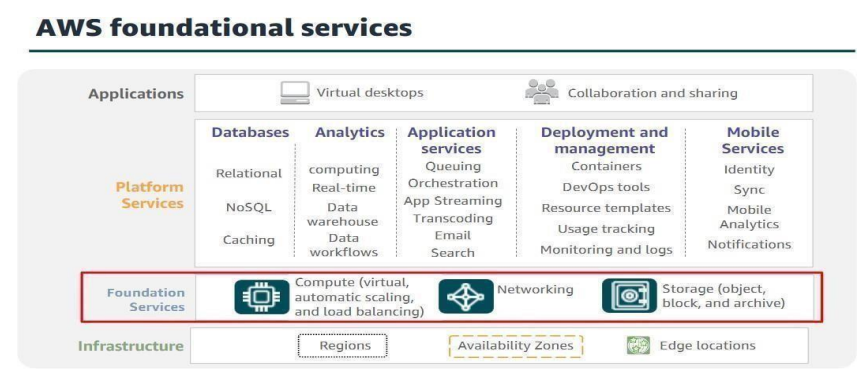 AWS foundational services
Applications
Virtual desktops
Collaboration and sharing
Platform
Services
Databases
Relational
NoSQL
Caching
Analytics
computing
Real-time
Data
warehouse
Data
workflows
Application
services
Queuing
Orchestration
App Streaming
Transcoding
Email
Search
Deployment and
management
Containers
DevOps tools
Resource templates
Usage tracking
Monitoring and logs
Mobile
Services
Identity
Sync
Mobile
Analytics
Notifications
Foundation
Services
Compute (virtual,
automatic scaling,
and load balancing)
Networking
Storage (object,
block, and archive)
Infrastructure
Regions
Availability Zones
Edge locations